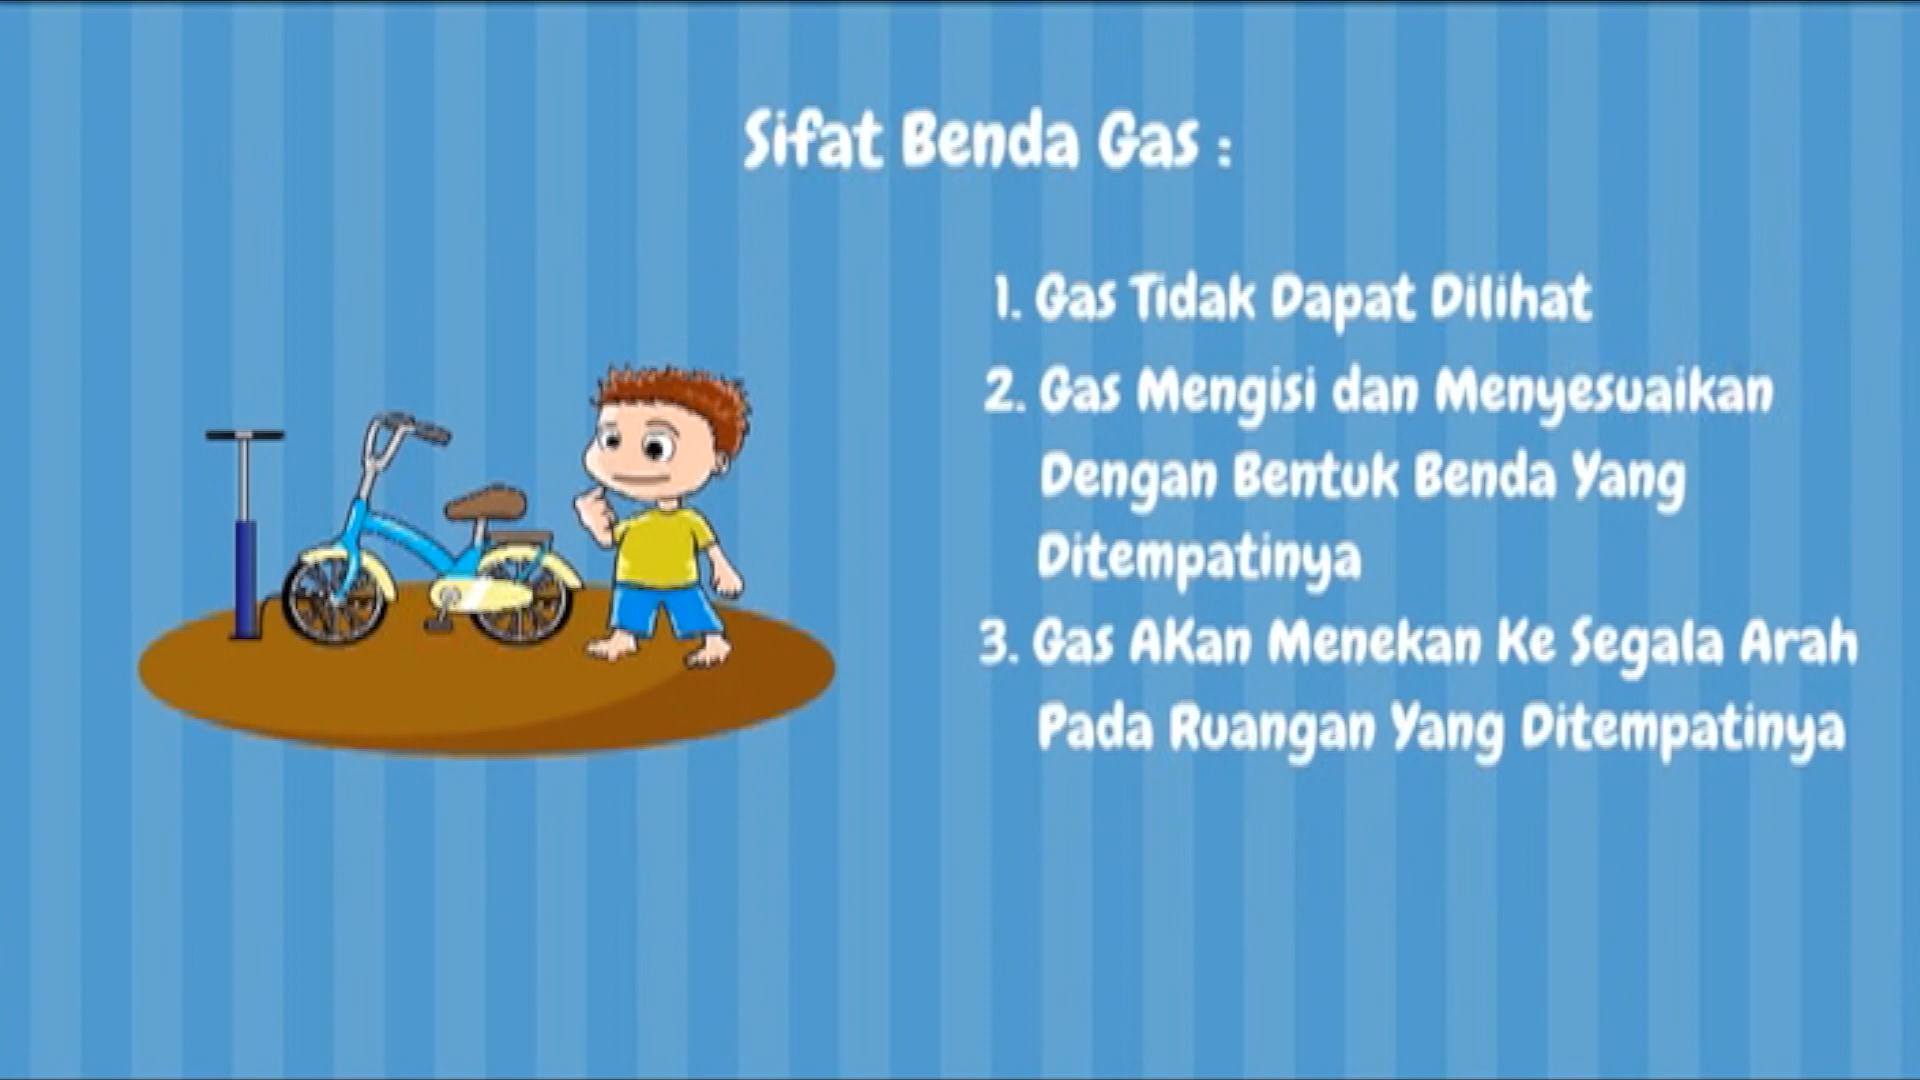 Sifat Benda Gas :
1. Gas Tidak Dapat Dilihat
2. Gas Mengisi dan Menyesuaikan
Dengan Bentuk Benda Yang
Ditempatinya
3. Gas AKan Menekan Ke Segala Arah
Pada Ruangan Yang Ditempatinya